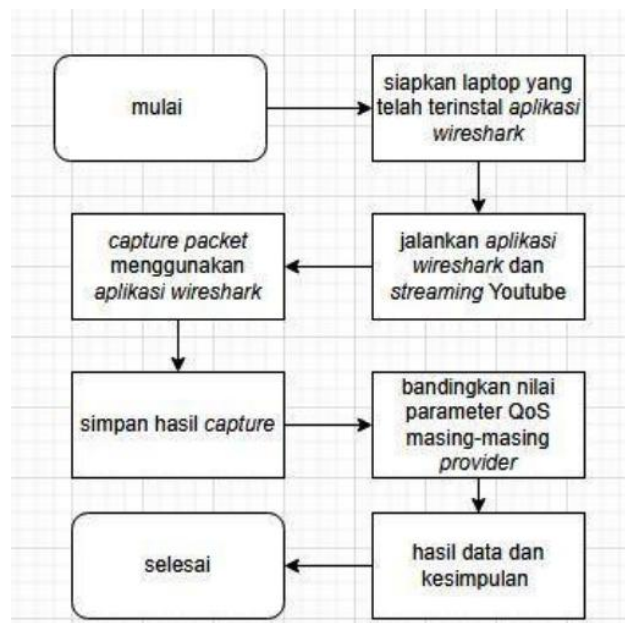 mulai
siapkan laptop yang
telah terinstal aplikasi
wireshark
jalankan aplikasi
wireshark dan
streaming Youtube
capture packet
menggunakan
aplikasi wireshark
simpan hasil capture
bandingkan nilai
parameter QoS
masing-masing
provider
hasil data dan
kesimpulan
selesai